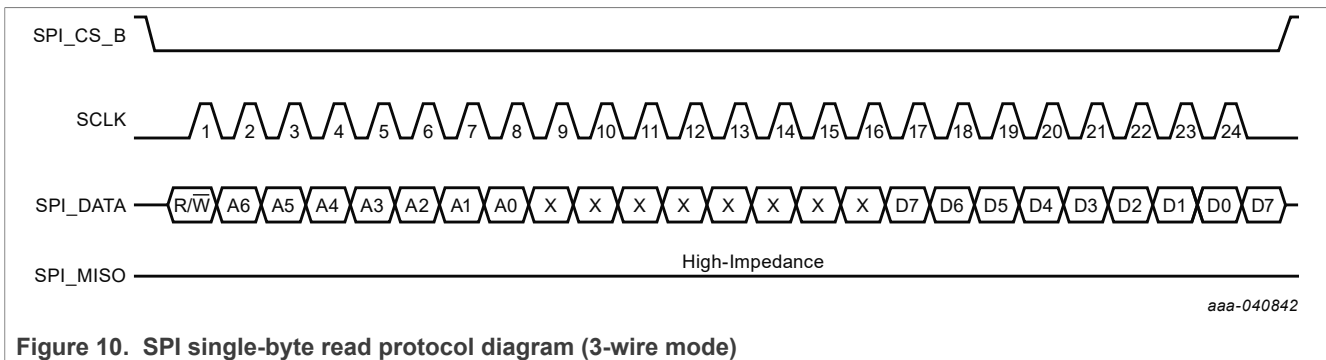 SPI_CS_B
SCLK 1 2 3 4 5 6 7 8 9 10 11 12 13 14 15 16 17 18 19 20 21 22 23 24
SPI_DATA R/W̅ A6 A5 A4 A3 A2 A1 A0 X X X X X X X X D7 D6 D5 D4 D3 D2 D1 D0 D7
High-Impedance
SPI_MISO
aaa-040842
Figure 10. SPI single-byte read protocol diagram (3-wire mode)